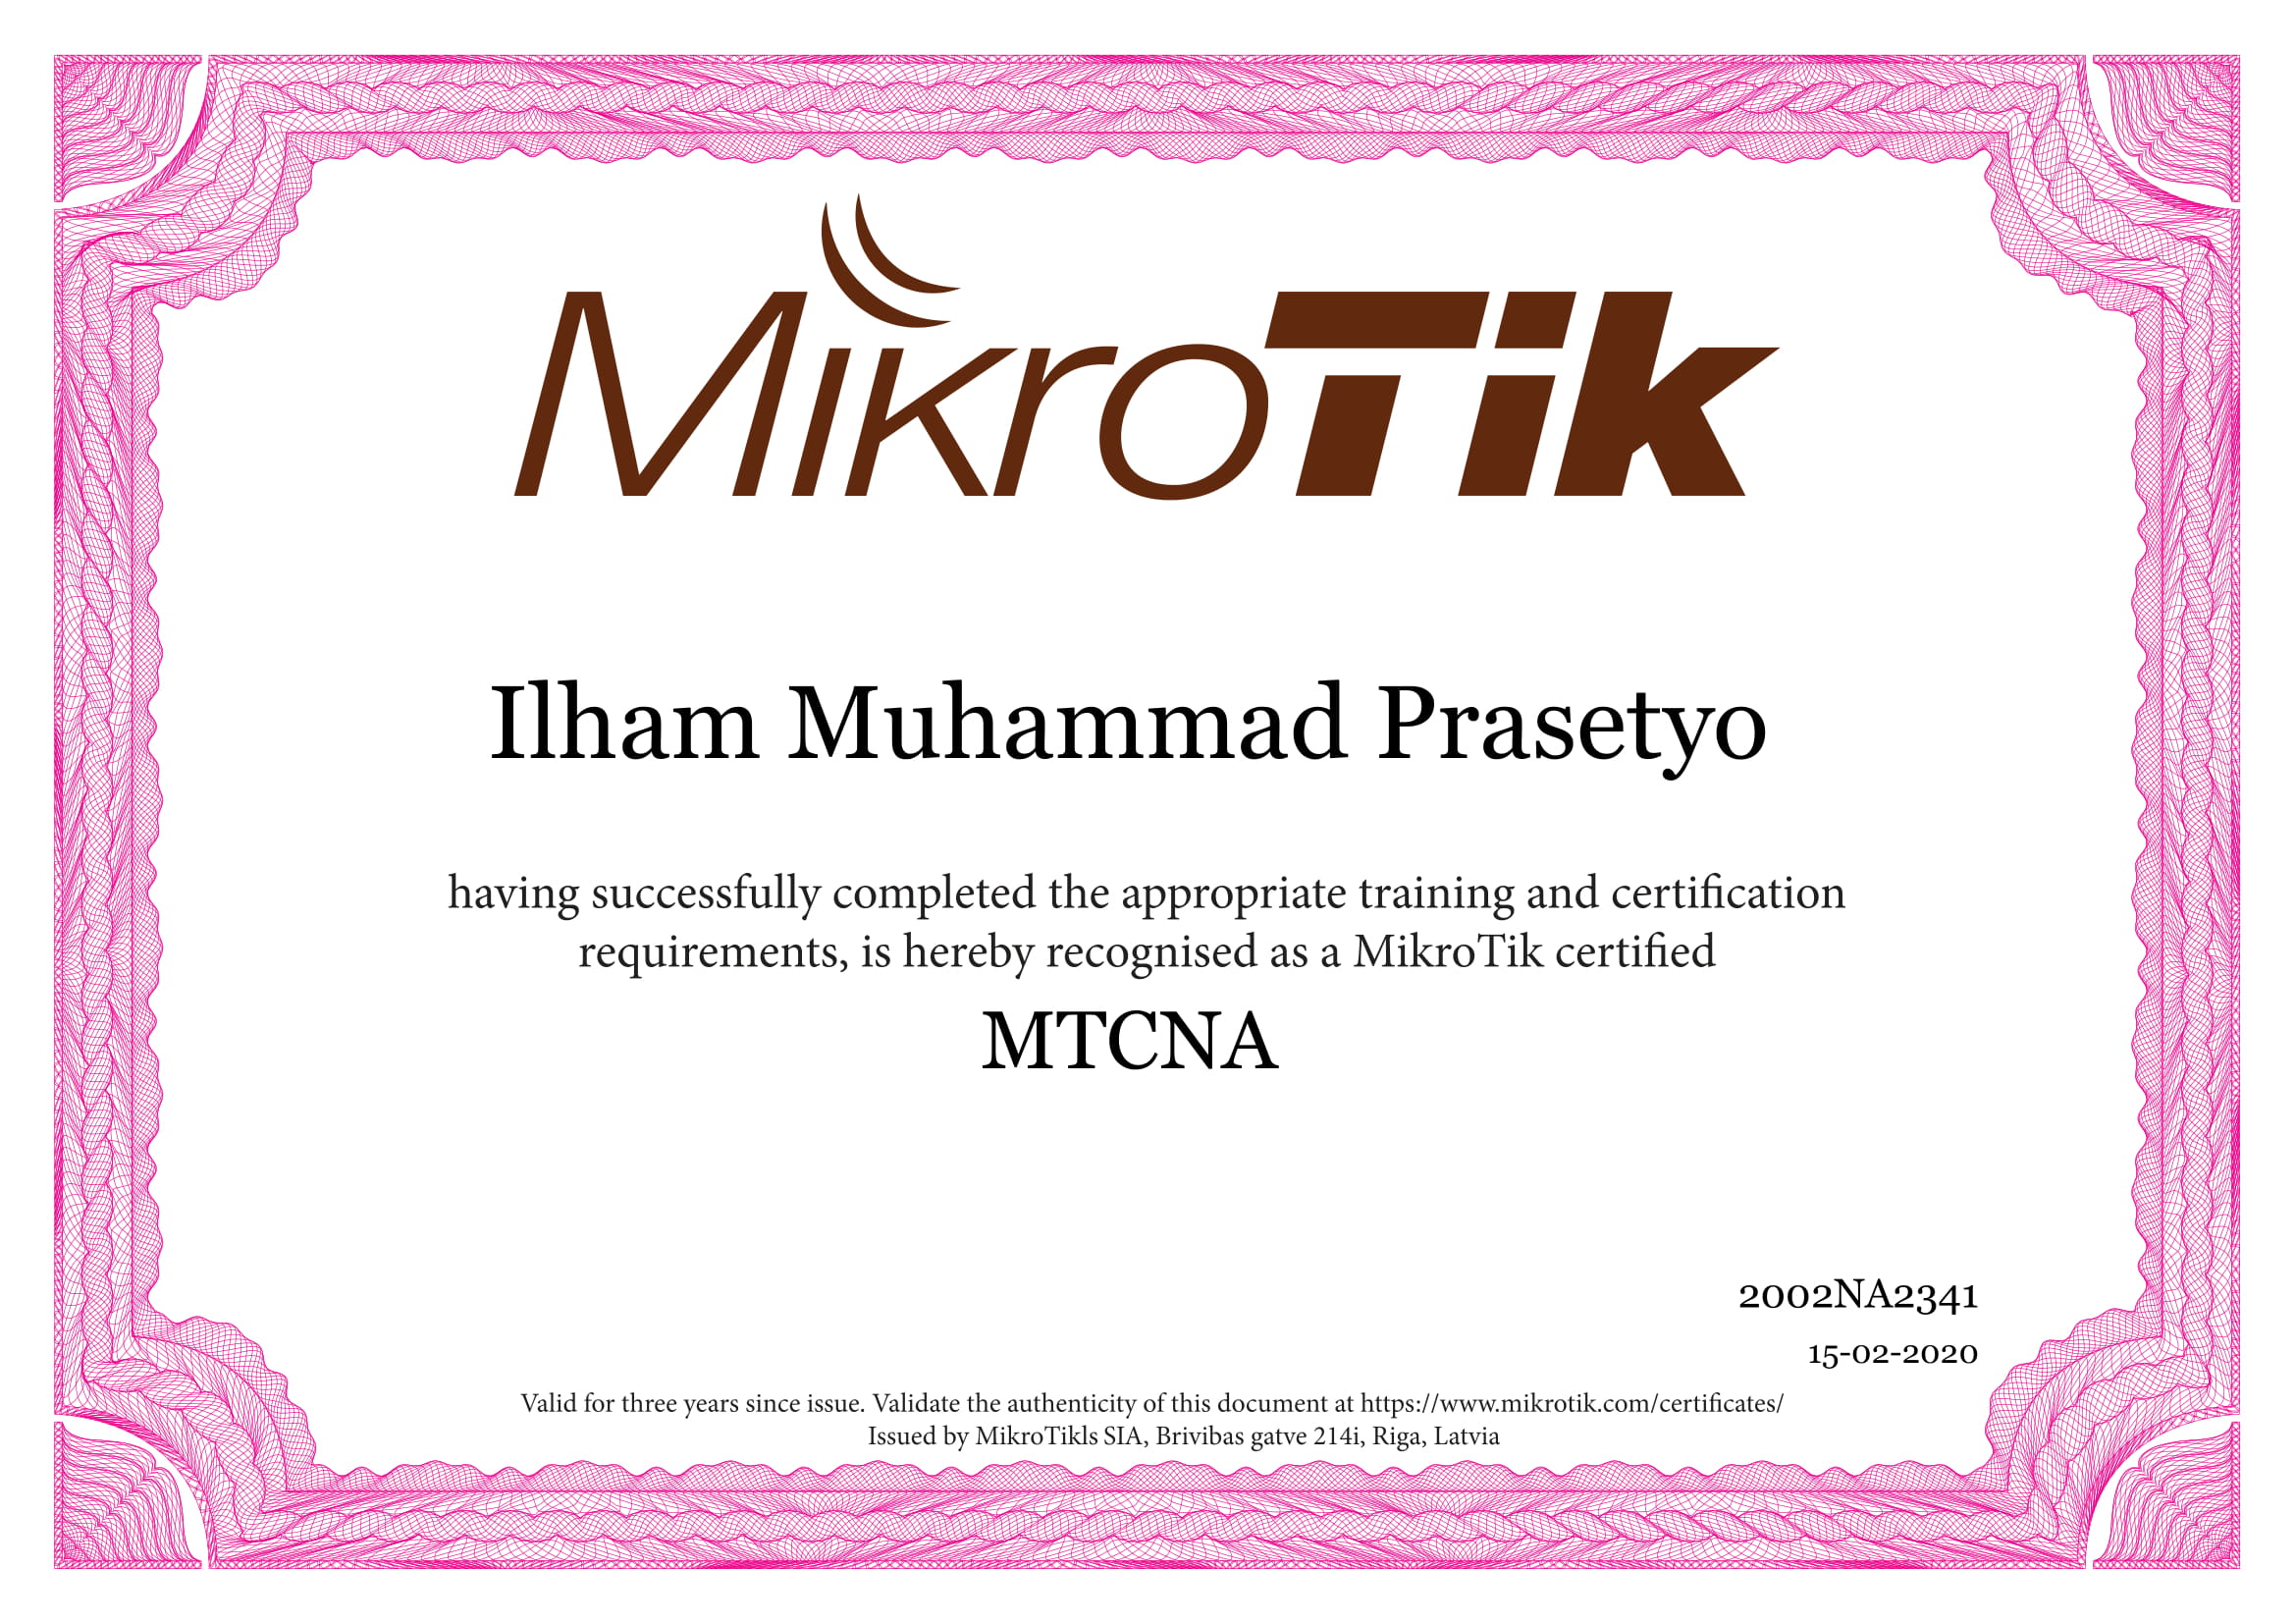 MikroTik
Ilham Muhammad Prasetyo
having successfully completed the appropriate training and certification
requirements, is hereby recognised as a MikroTik certified
MTCNA
2002NA2341
15-02-2020
Valid for three years since issue. Validate the authenticity of this document at https://www.mikrotik.com/certificates/
Issued by MikroTikls SIA, Brivibas gatve 214i, Riga, Latvia